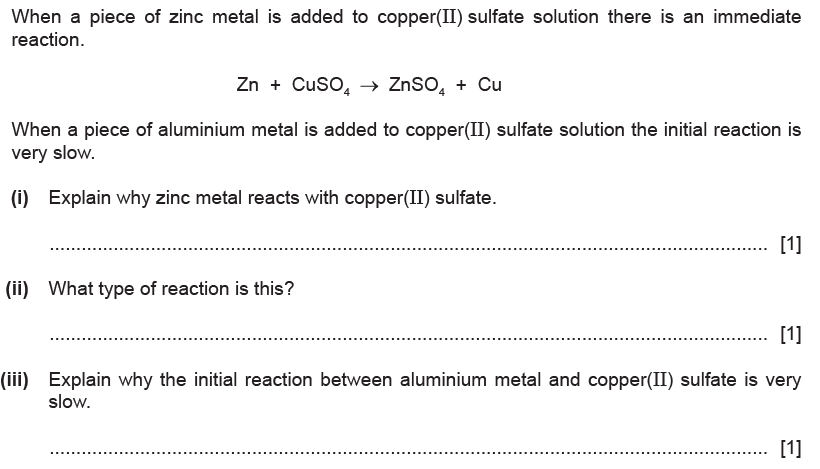 When a piece of zinc metal is added to copper(II) sulfate solution there is an immediate
reaction.
Zn + CuSO₄ → ZnSO₄ + Cu
When a piece of aluminium metal is added to copper(II) sulfate solution the initial reaction is
very slow.
(i) Explain why zinc metal reacts with copper(II) sulfate.
.......................................................................................................................................... [1]
(ii) What type of reaction is this?
.......................................................................................................................................... [1]
(iii) Explain why the initial reaction between aluminium metal and copper(II) sulfate is very
slow.
.......................................................................................................................................... [1]